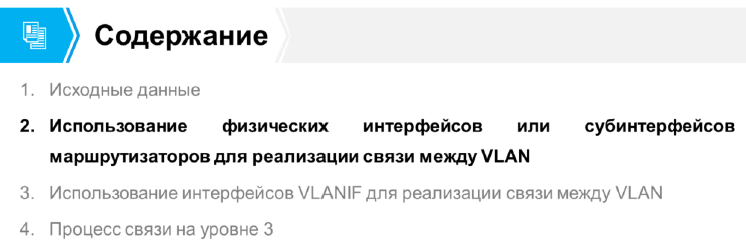 Содержание
1. Исходные данные
2. Использование физических интерфейсов или субинтерфейсов
маршрутизаторов для реализации связи между VLAN
3. Использование интерфейсов VLANIF для реализации связи между VLAN
4. Процесс связи на уровне 3